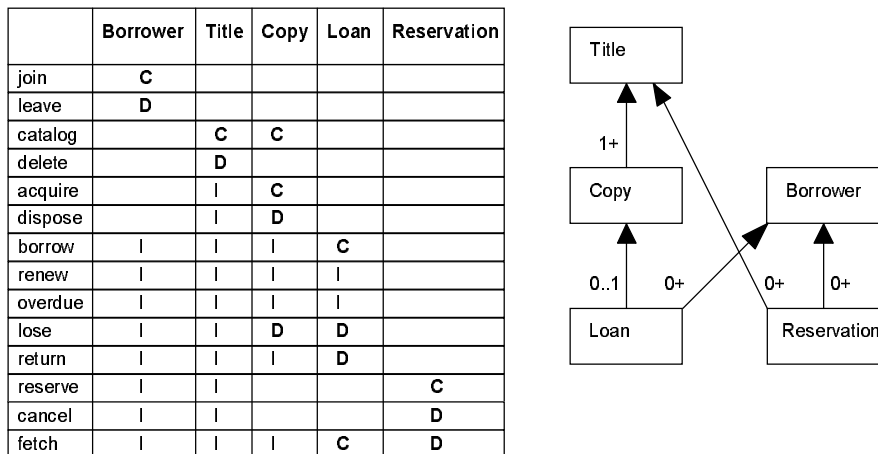 Borrower Title Copy Loan Reservation
join C
leave D
catalog C C
delete D
acquire I C
dispose I D
borrow I I I C
renew I I I I
overdue I I I I
lose I I D D
return I I I D
reserve I I C
cancel I I D
fetch I I I C D
Title
1+
Copy Borrower
0..1 0+ 0+ 0+
Loan Reservation